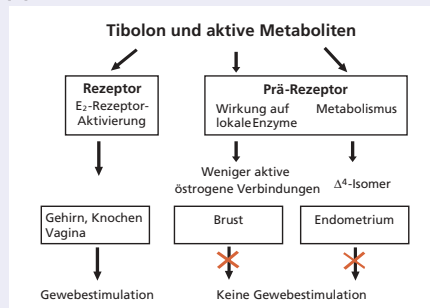 Tibolon und aktive Metaboliten
Rezeptor
E₂-Rezeptor-
Aktivierung
Prä-Rezeptor
Wirkung auf
lokale Enzyme
Metabolismus
Weniger aktive
östrogene Verbindungen
Δ⁴-Isomer
Gehirn, Knochen
Vagina
Brust
Endometrium
Gewebestimulation
Keine Gewebestimulation